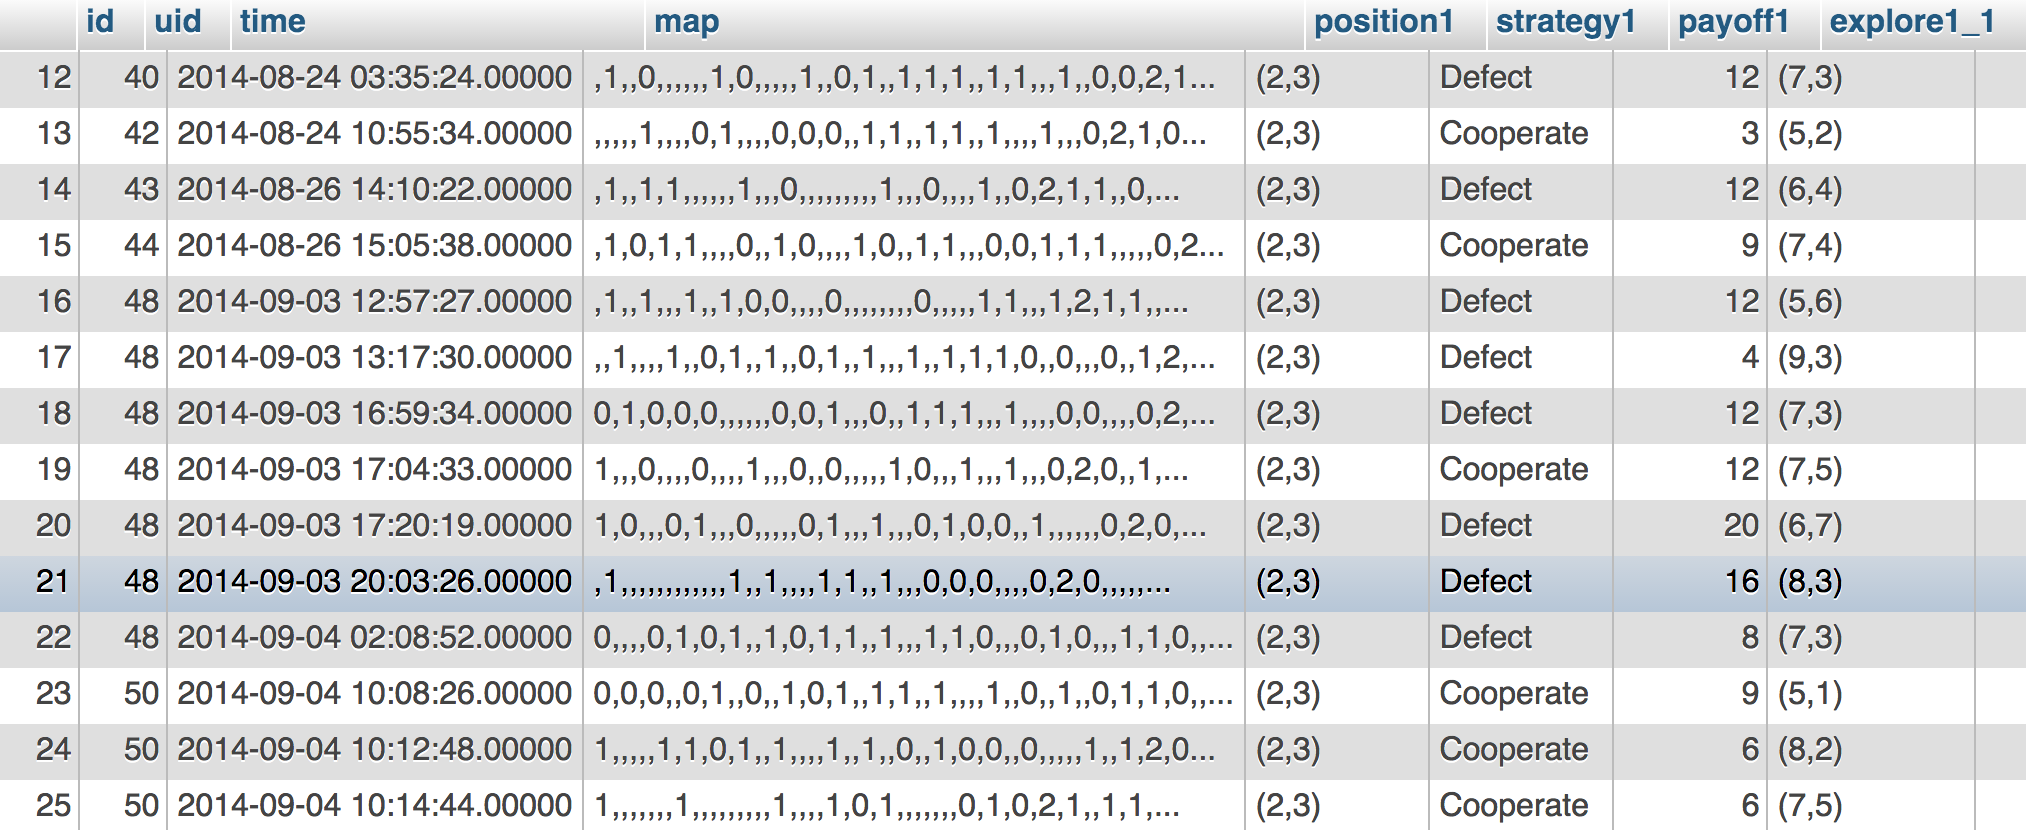 id uid time map position1 strategy1 payoff1 explore1_1
12 40 2014-08-24 03:35:24.00000 ,1,,0,,,,,,1,0,,,,,1,,0,1,,1,1,1,,1,1,,,1,,0,0,2,1... (2,3) Defect 12 (7,3)
13 42 2014-08-24 10:55:34.00000 ,,,,,1,,,,0,1,,,,0,0,0,,1,1,,1,1,,1,,,,1,,,0,2,1,0... (2,3) Cooperate 3 (5,2)
14 43 2014-08-26 14:10:22.00000 ,1,,1,1,,,,,,1,,,0,,,,,,,,,1,,,0,,,,1,,0,2,1,1,,0,... (2,3) Defect 12 (6,4)
15 44 2014-08-26 15:05:38.00000 ,1,0,1,1,,,,0,,1,0,,,,1,0,,1,1,,,0,0,1,1,1,,,,,0,2... (2,3) Cooperate 9 (7,4)
16 48 2014-09-03 12:57:27.00000 ,1,,1,,,1,,1,0,0,,,,0,,,,,,,,0,,,,,1,1,,,1,2,1,1,,... (2,3) Defect 12 (5,6)
17 48 2014-09-03 13:17:30.00000 ,,1,,,,1,,0,1,,1,,0,1,,1,,,1,,1,1,1,0,,0,,,0,,1,2,... (2,3) Defect 4 (9,3)
18 48 2014-09-03 16:59:34.00000 0,1,0,0,0,,,,,,0,0,1,,,0,,1,1,1,,,1,,,,0,0,,,,0,2,... (2,3) Defect 12 (7,3)
19 48 2014-09-03 17:04:33.00000 1,,,0,,,,0,,,,1,,,0,,0,,,,,1,0,,,1,,,1,,,0,2,0,,1,... (2,3) Cooperate 12 (7,5)
20 48 2014-09-03 17:20:19.00000 1,0,,,0,1,,,0,,,,,0,1,,,1,,,0,1,0,0,,1,,,,,,0,2,0,... (2,3) Defect 20 (6,7)
21 48 2014-09-03 20:03:26.00000 ,1,,,,,,,,,,,,1,,1,,,,1,1,,1,,,0,0,0,,,,0,2,0,,,,,... (2,3) Defect 16 (8,3)
22 48 2014-09-04 02:08:52.00000 0,,,,0,1,0,1,,1,0,1,1,,1,,,1,1,0,,,0,1,0,,,1,1,0,,... (2,3) Defect 8 (7,3)
23 50 2014-09-04 10:08:26.00000 0,0,0,,0,1,,0,,1,0,1,,1,1,,1,,,,1,,0,,1,,0,1,1,0,,... (2,3) Cooperate 9 (5,1)
24 50 2014-09-04 10:12:48.00000 1,,,,,1,1,0,1,,1,,,,1,,1,,0,,1,0,0,,0,,,,,1,,1,2,0... (2,3) Cooperate 6 (8,2)
25 50 2014-09-04 10:14:44.00000 1,,,,,,,1,,,,,,,,,1,,,,1,0,1,,,,,,,0,1,0,2,1,,1,1,... (2,3) Cooperate 6 (7,5)